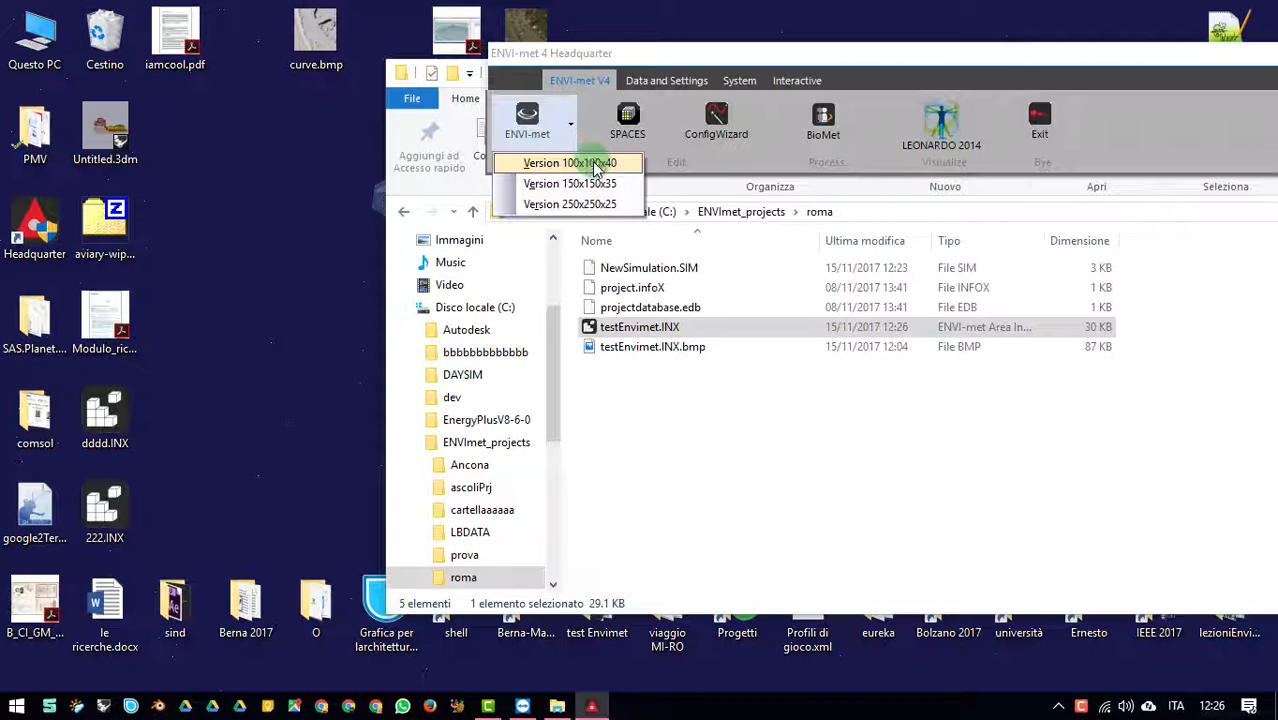 Questo PC
Cestino
iamcool.pdf
curve.bmp
PMV
Untitled.3dm
Headquarter
aviary-wip...
SAS.Planet....
Modulo_ric...
comsol
dddd.INX
google2Ter...
222.INX
B_CI_GM_...
le
ricerche.docx
sind
Berna 2017
O
Grafica per
larchitettur...
shell
Berna-Ma...
test Envimet
viaggio
MI-RO
Progetti
Profili di
gioco.xml
eureka
Bolzano 2017
università
Ernesto
IEEE 2017
lezioniEnvi...
ENVI-met 4 Headquarter
ENVI-met V4
Data and Settings
System
Interactive
File
Home
ENVI-met
SPACES
ConfigWizard
BioMet
LEONARDO 2014
Exit
Edit.
Process..
Visualize
Bye
Version 100x100x40
Version 150x150x35
Version 250x250x25
Aggiungi ad
Accesso rapido
Organizza
Nuovo
Apri
Seleziona
ale (C:)
ENVImet_projects
roma
Nome
Ultima modifica
Tipo
Dimensione
NewSimulation.SIM
15/11/2017 12:23
File SIM
3 KB
project.infoX
08/11/2017 13:41
File INFOX
1 KB
projectdatabase.edb
08/11/2017 13:41
File EDB
1 KB
testEnvimet.INX
15/11/2017 12:26
ENVI-met Area In...
30 KB
testEnvimet.INX.bmp
15/11/2017 12:04
File BMP
87 KB
Immagini
Music
Video
Disco locale (C:)
Autodesk
bbbbbbbbbbbbb
DAYSIM
dev
EnergyPlusV8-6-0
ENVImet_projects
Ancona
ascoliPrj
cartellaaaaaa
LBDATA
prova
roma
5 elementi
1 elemento selezionato 29.1 KB
ITA
12:26